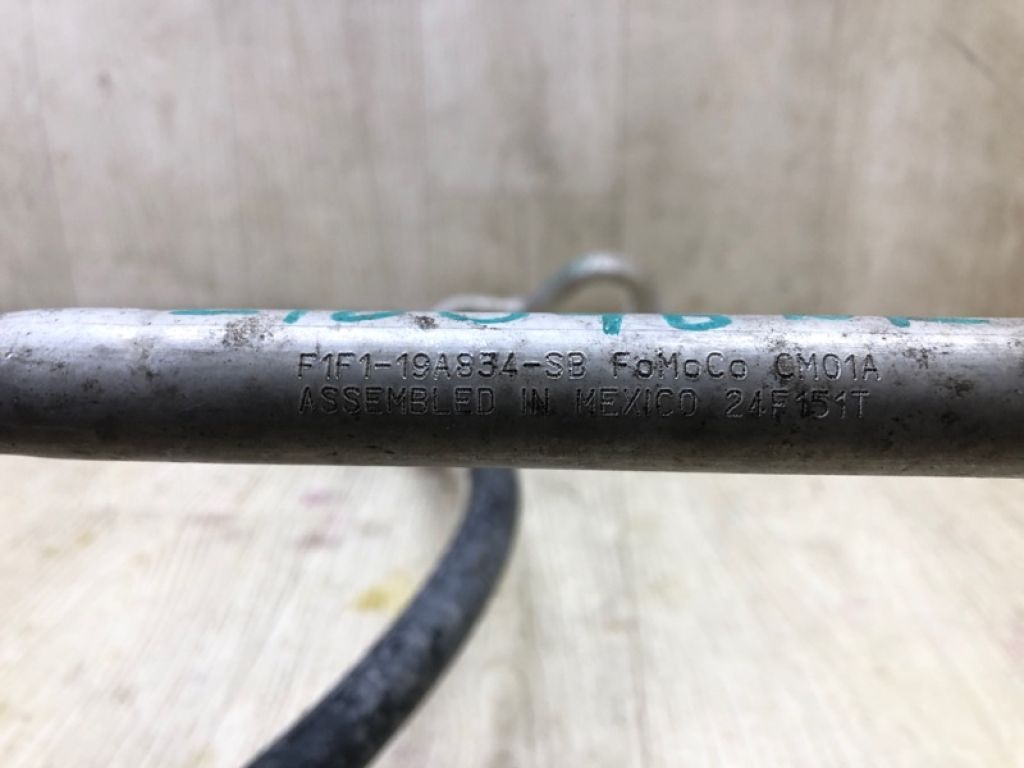 F1F1-19A834-SB FoMoCo CM01A
ASSEMBLED IN MEXICO 24F151T